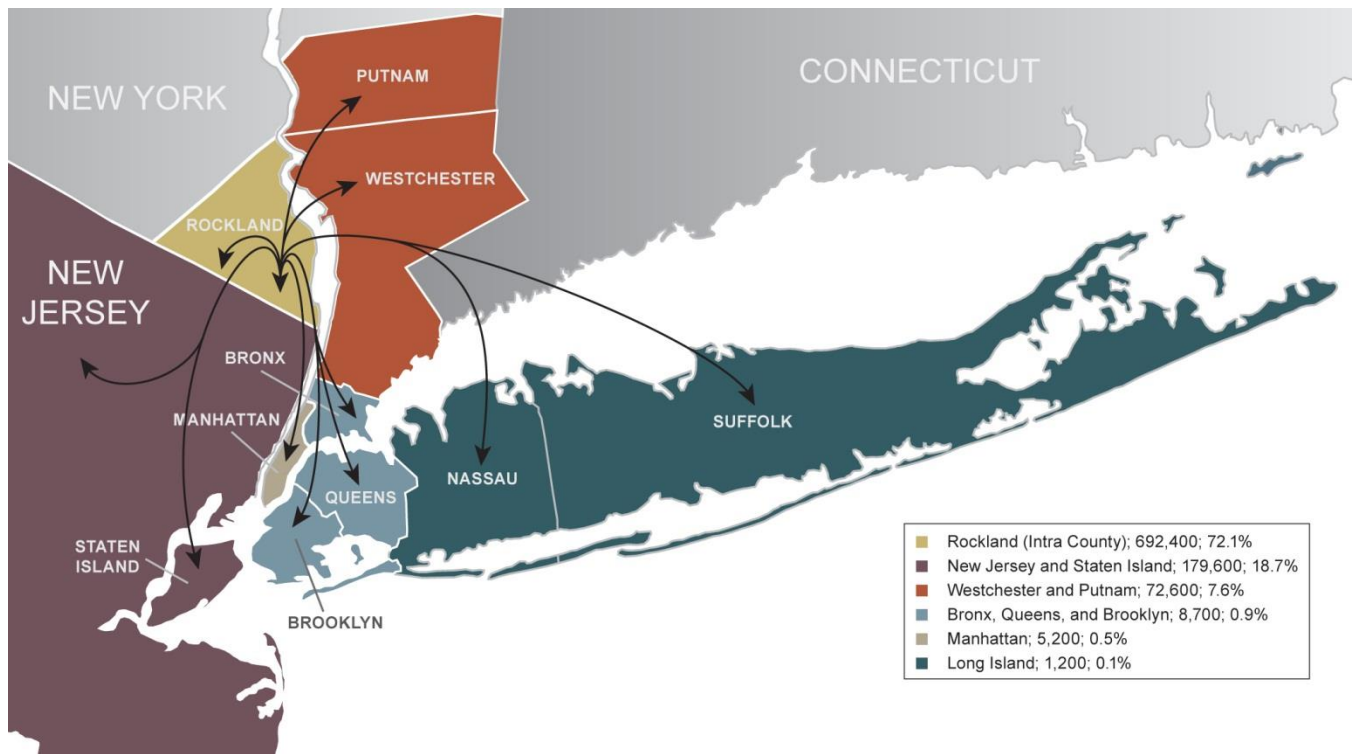 PUTNAM
NEW YORK
CONNECTICUT
WESTCHESTER
ROCKLAND
NEW
JERSEY
BRONX
MANHATTAN
SUFFOLK
NASSAU
QUEENS
STATEN
ISLAND
BROOKLYN
Rockland (Intra County); 692,400; 72.1%
New Jersey and Staten Island; 179,600; 18.7%
Westchester and Putnam; 72,600; 7.6%
Bronx, Queens, and Brooklyn; 8,700; 0.9%
Manhattan; 5,200; 0.5%
Long Island; 1,200; 0.1%